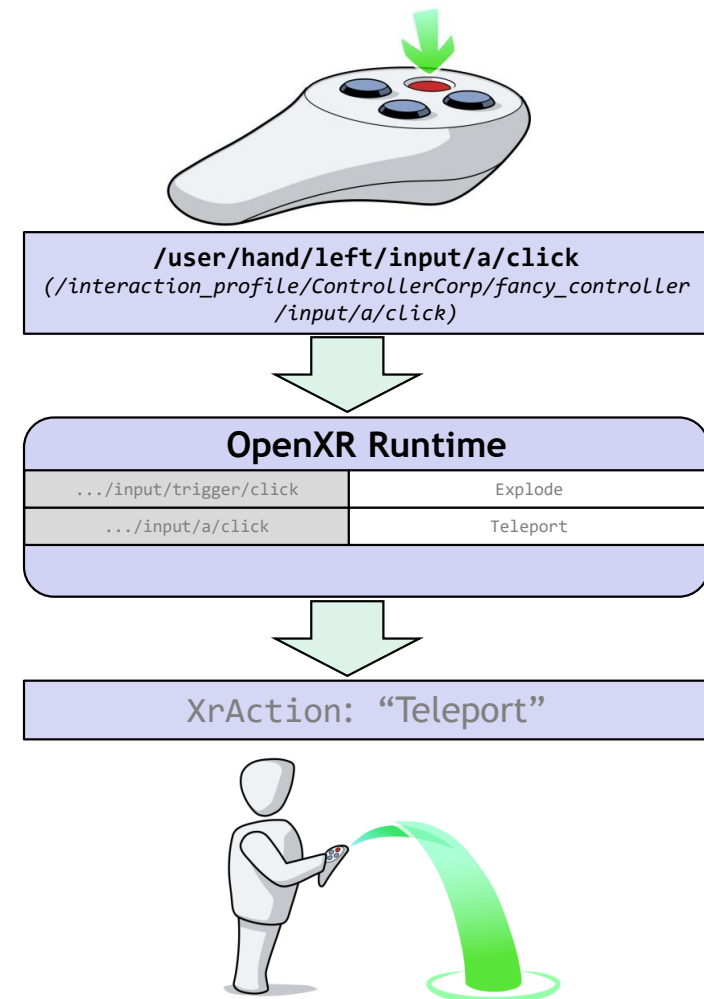 /user/hand/left/input/a/click
(/interaction_profile/ControllerCorp/fancy_controller
/input/a/click)
OpenXR Runtime
.../input/trigger/click Explode
.../input/a/click Teleport
XrAction: “Teleport”